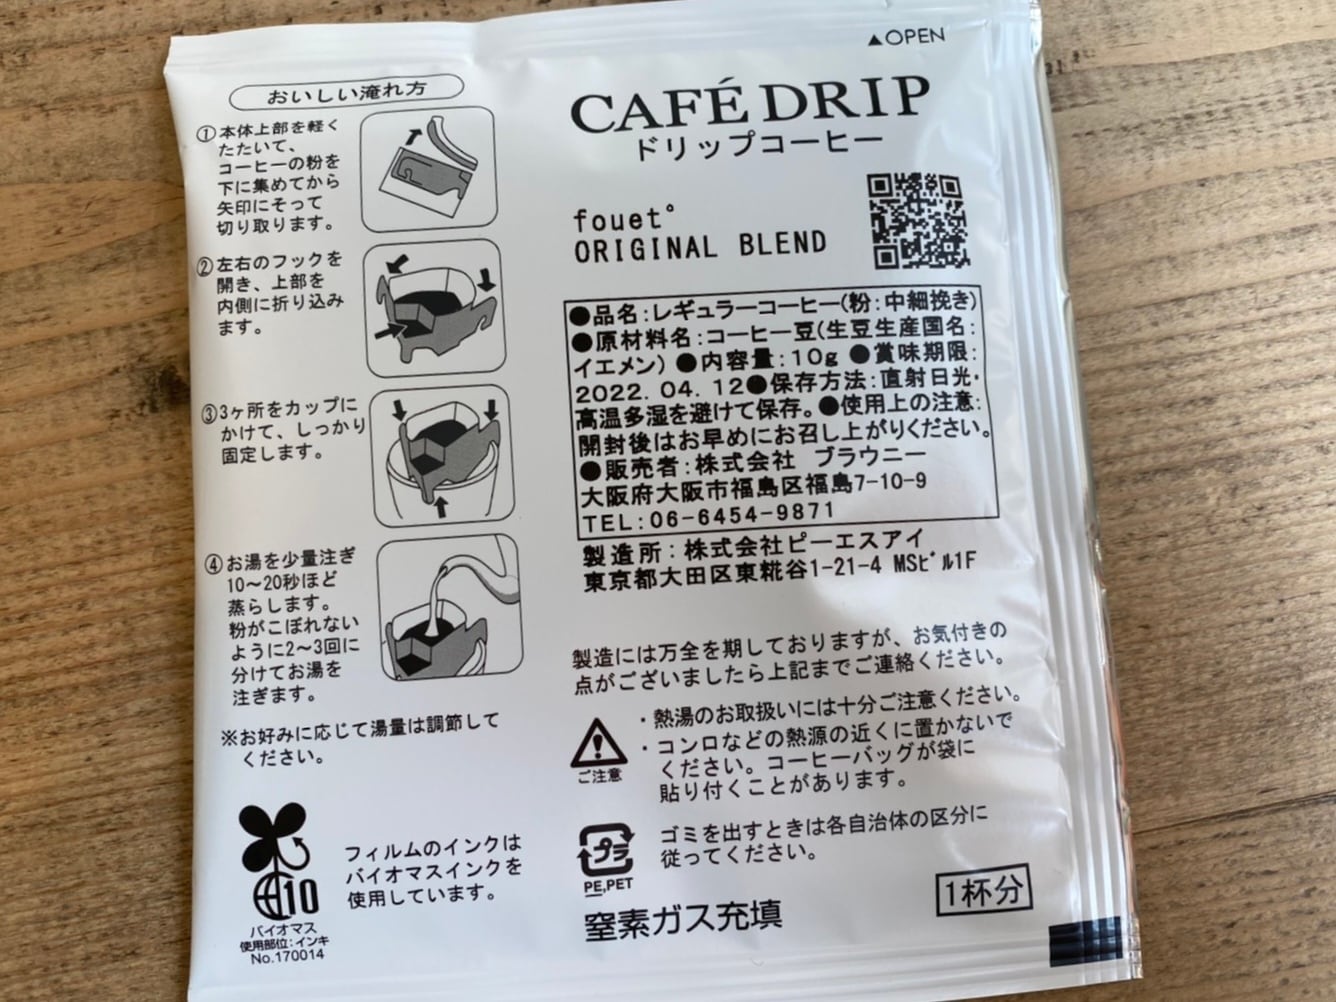 ▲OPEN
おいしい淹れ方
①本体上部を軽く
たたいて、
コーヒーの粉を
下に集めてから
矢印にそって
切り取ります。
②左右のフックを
開き、上部を
内側に折り込み
ます。
③3ヶ所をカップに
かけて、しっかり
固定します。
④お湯を少量注ぎ
10〜20秒ほど
蒸らします。
粉がこぼれない
ように2〜3回に
分けてお湯を
注ぎます。
※お好みに応じて湯量は調節して
ください。
10
バイオマス
使用部位:インキ
No.170014
フィルムのインクは
バイオマスインクを
使用しています。
CAFÉ DRIP
ドリップコーヒー
fouet°
ORIGINAL BLEND
●品名:レギュラーコーヒー(粉:中細挽き)
●原材料名:コーヒー豆(生豆生産国名:
イエメン) ●内容量:10g ●賞味期限:
2022. 04. 12●保存方法:直射日光・
高温多湿を避けて保存。●使用上の注意:
開封後はお早めにお召し上がりください。
●販売者:株式会社 ブラウニー
大阪府大阪市福島区福島7-10-9
TEL:06-6454-9871
製造所:株式会社ピーエスアイ
東京都大田区東糀谷1-21-4 MSﾋﾞﾙ1F
製造には万全を期しておりますが、お気付きの
点がございましたら上記までご連絡ください。
ご注意
・熱湯のお取扱いには十分ご注意ください。
・コンロなどの熱源の近くに置かないで
ください。コーヒーバッグが袋に
貼り付くことがあります。
プラ
PE,PET
ゴミを出すときは各自治体の区分に
従ってください。
窒素ガス充填
1杯分